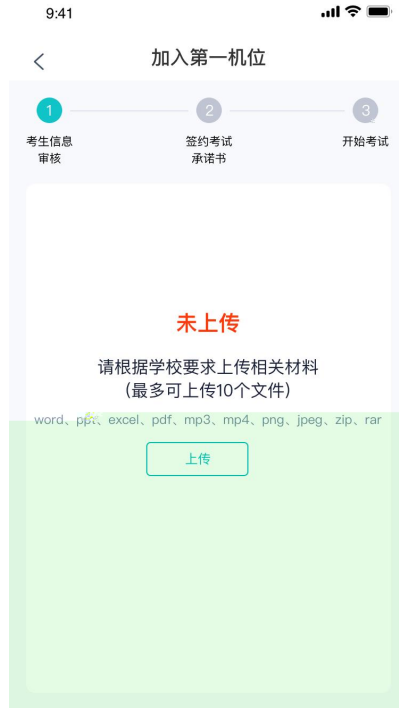 9:41
加入第一机位
1
2
3
考生信息
审核
签约考试
承诺书
开始考试
未上传
请根据学校要求上传相关材料
（最多可上传10个文件）
word、ppt、excel、pdf、mp3、mp4、png、jpeg、zip、rar
上传